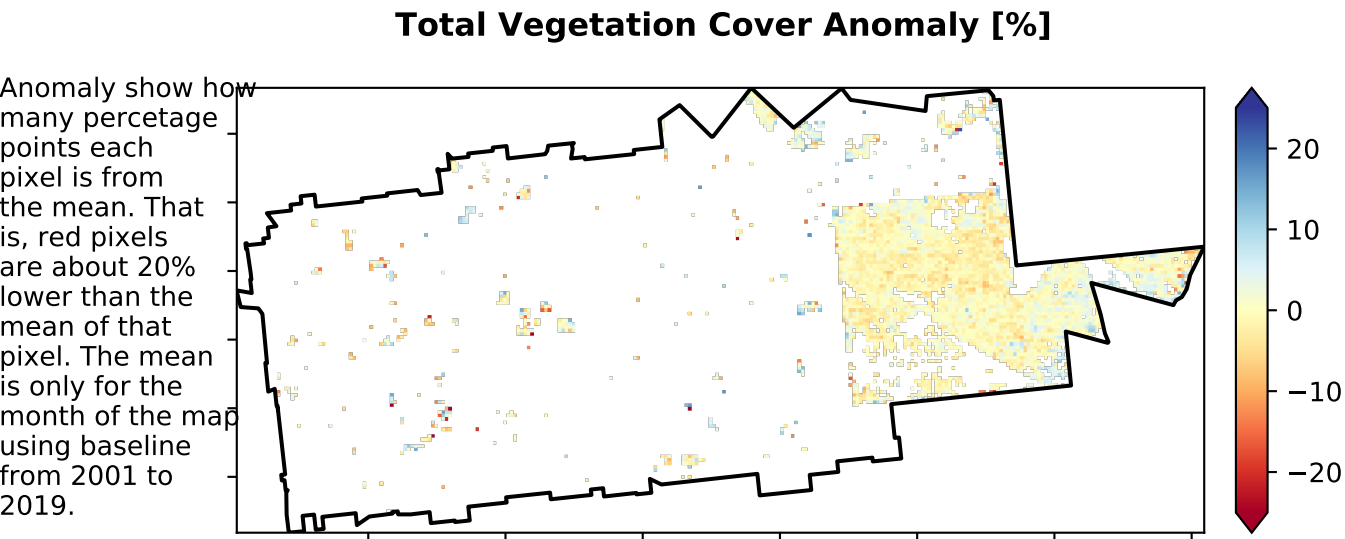 Total Vegetation Cover Anomaly [%]
Anomaly show how
many percetage
points each
pixel is from
the mean. That
is, red pixels
are about 20%
lower than the
mean of that
pixel. The mean
is only for the
month of the map
using baseline
from 2001 to
2019.
20
10
0
−10
−20